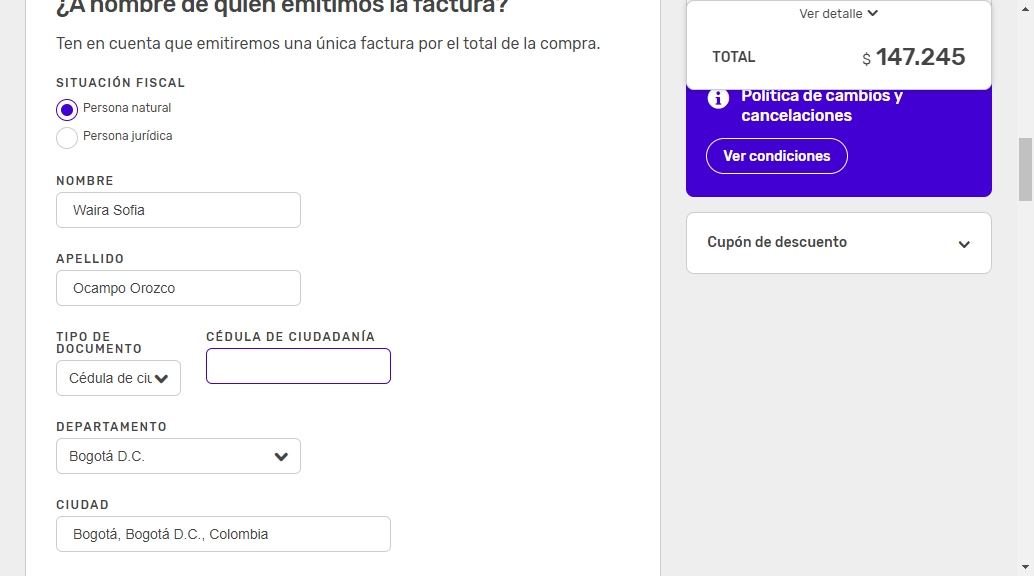 ¿A nombre de quién emitimos la factura?
Ten en cuenta que emitiremos una única factura por el total de la compra.
SITUACIÓN FISCAL
Persona natural
Persona jurídica
NOMBRE
Waira Sofia
APELLIDO
Ocampo Orozco
TIPO DE
DOCUMENTO
Cédula de ciu
CÉDULA DE CIUDADANÍA
DEPARTAMENTO
Bogotá D.C.
CIUDAD
Bogotá, Bogotá D.C., Colombia
Ver detalle
TOTAL
$ 147.245
Política de cambios y
cancelaciones
Ver condiciones
Cupón de descuento